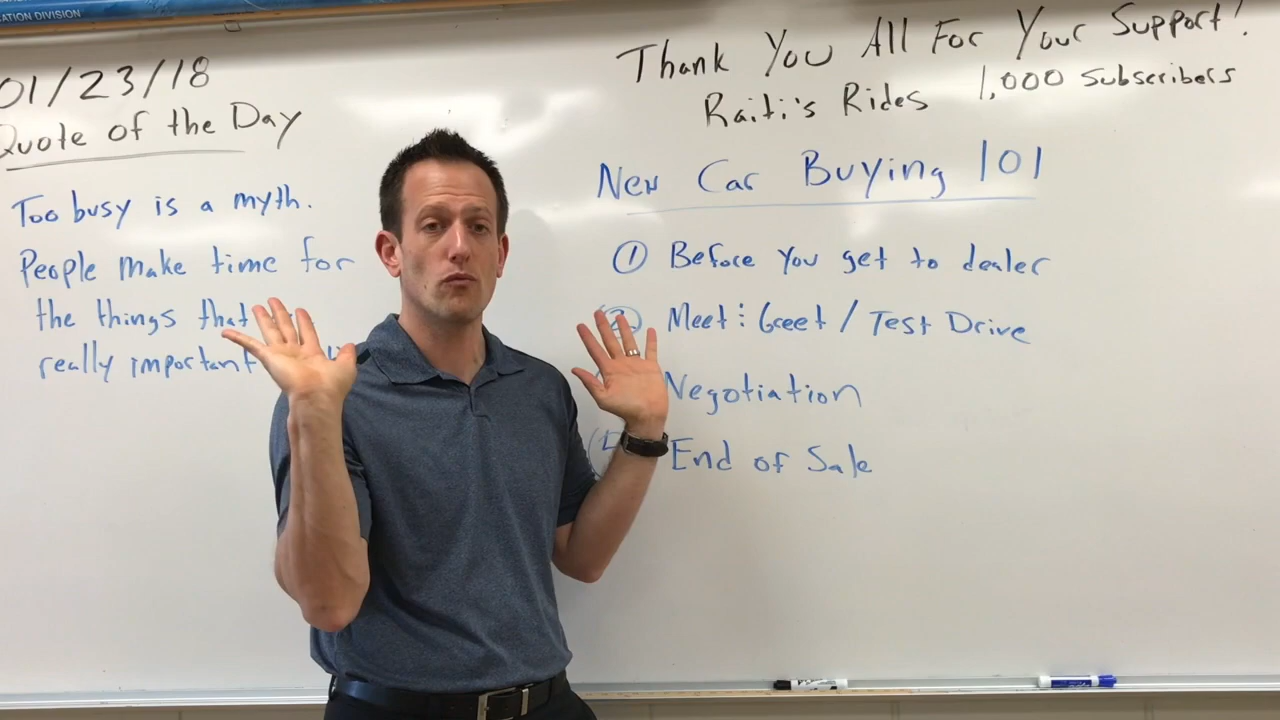 CATION DIVISION
01/23/18
Quote of the Day
Too busy is a myth.
People make time for
the things that
really important
Thank You All For Your Support!
Raiti's Rides 1,000 Subscribers
New Car Buying 101
① Before you get to dealer
② Meet : Greet / Test Drive
Negotiation
End of Sale